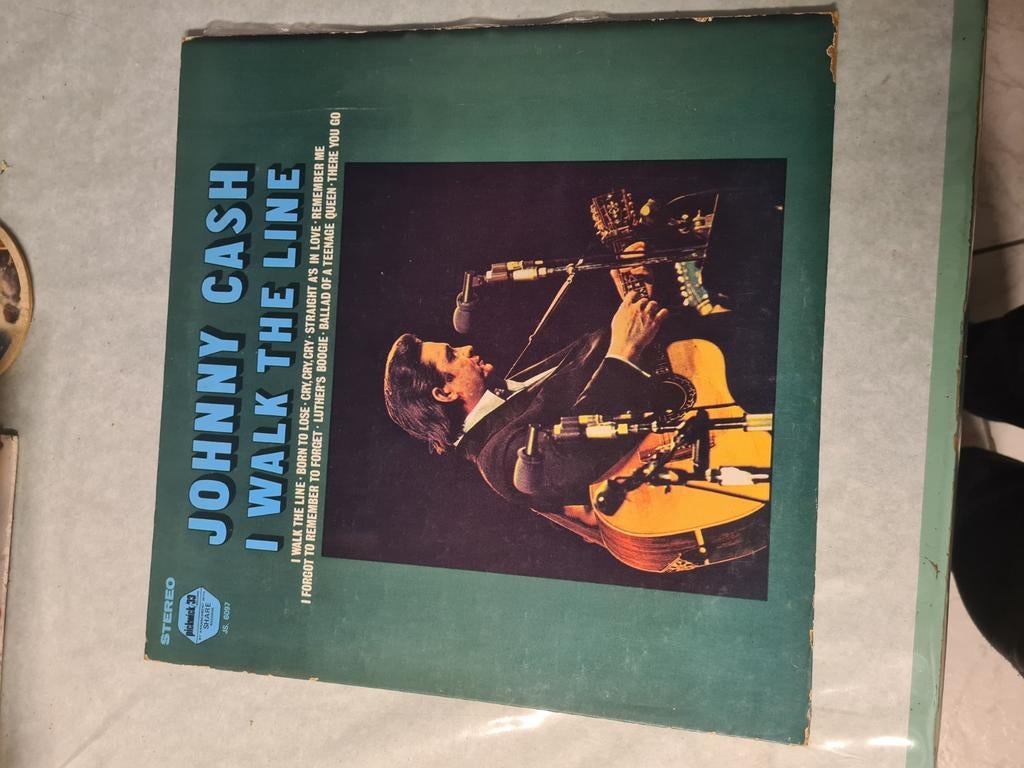 STEREO
pickwick/33
SHARE
JS. 6097
JOHNNY CASH
I WALK THE LINE
I WALK THE LINE · BORN TO LOSE · CRY, CRY, CRY · STRAIGHT A'S IN LOVE · REMEMBER ME
I FORGOT TO REMEMBER TO FORGET · LUTHER'S BOOGIE · BALLAD OF A TEENAGE QUEEN · THERE YOU GO